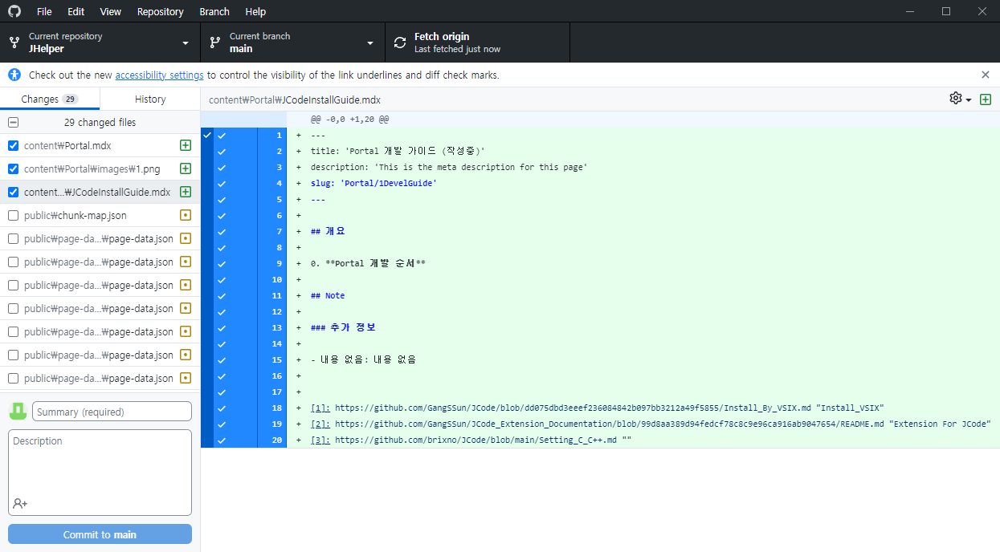 File Edit View Repository Branch Help
Current repository
JHelper
Current branch
main
Fetch origin
Last fetched just now
Check out the new accessibility settings to control the visibility of the link underlines and diff check marks.
Changes 29
History
29 changed files
content₩Portal.mdx
content₩Portal₩images₩1.png
content...₩JCodeInstallGuide.mdx
public₩chunk-map.json
public₩page-da...₩page-data.json
public₩page-da...₩page-data.json
public₩page-da...₩page-data.json
public₩page-da...₩page-data.json
public₩page-da...₩page-data.json
public₩page-da...₩page-data.json
public₩page-da...₩page-data.json
Summary (required)
Description
Commit to main
content₩Portal₩JCodeInstallGuide.mdx
@@ -0,0 +1,20 @@
1 + ---
2 + title: 'Portal 개발 가이드 (작성중)'
3 + description: 'This is the meta description for this page'
4 + slug: 'Portal/1DevelGuide'
5 + ---
6 +
7 + ## 개요
8 +
9 + 0. **Portal 개발 순서**
10 +
11 + ## Note
12 +
13 + ### 추가 정보
14 +
15 + - 내용 없음: 내용 없음
16 +
17 +
18 + [1]: https://github.com/GangSSun/JCode/blob/dd075dbd3eeef236084842b097bb3212a49f5855/Install_By_VSIX.md "Install_VSIX"
19 + [2]: https://github.com/GangSSun/JCode_Extension_Documentation/blob/99d8aa389d94fedcf78c8c9e96ca916ab9047654/README.md "Extension For JCode"
20 + [3]: https://github.com/brixno/JCode/blob/main/Setting_C_C++.md ""